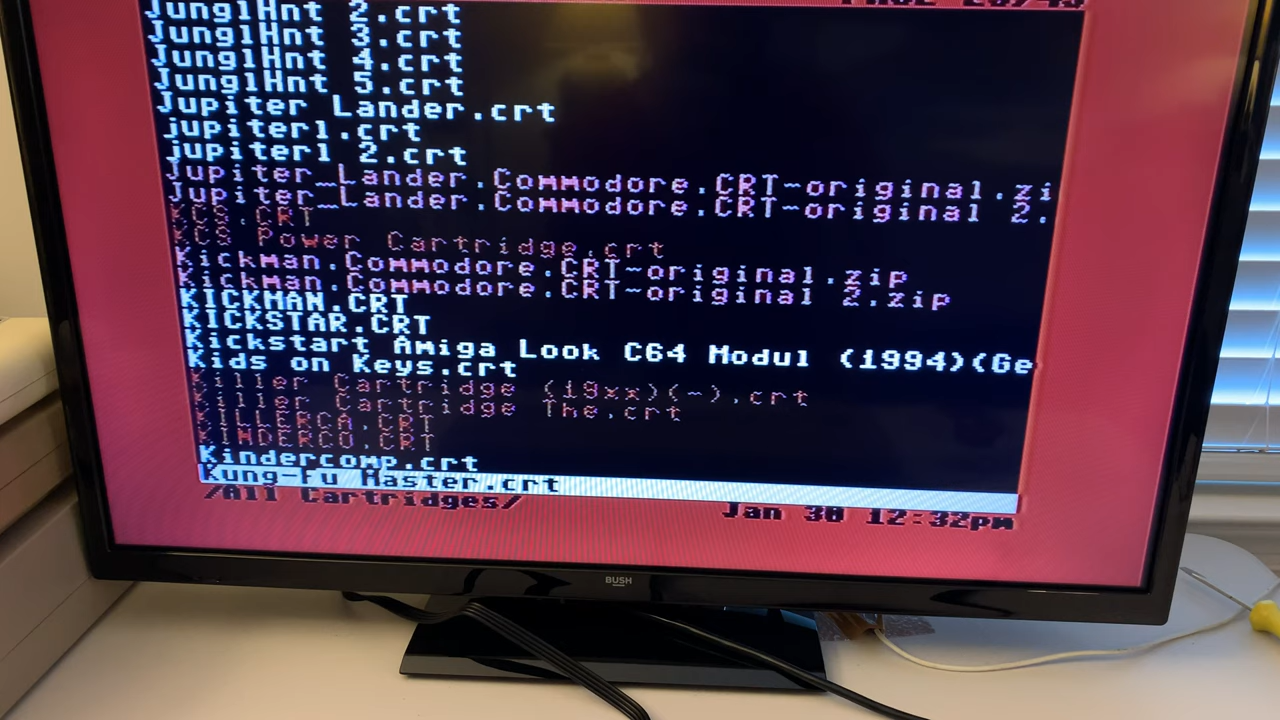 JunglHnt 2.crt
JunglHnt 3.crt
JunglHnt 4.crt
JunglHnt 5.crt
Jupiter Lander.crt
jupiter1.crt
jupiter1 2.crt
Jupiter_Lander.Commodore.CRT-original.zi
Jupiter_Lander.Commodore.CRT-original 2.
KCS.CRT
KCS Power Cartridge.crt
Kickman.Commodore.CRT-original.zip
Kickman.Commodore.CRT-original 2.zip
KICKMAN.CRT
KICKSTAR.CRT
Kickstart Amiga Look C64 Modul (1994)(Ge
Kids on Keys.crt
Killer Cartridge (19xx)(-).crt
Killer Cartridge The.crt
KILLERCA.CRT
KINDERCO.CRT
Kindercomp.crt
Kung-Fu Master.crt
/All Cartridges/ Jan 30 12:32pm
BUSH